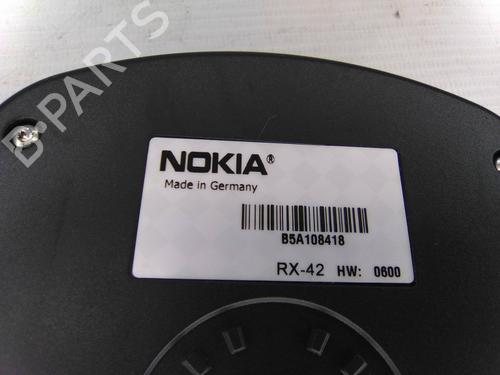 B-PARTS
NOKIA®
Made in Germany
B5A108418
RX-42 HW: 0600